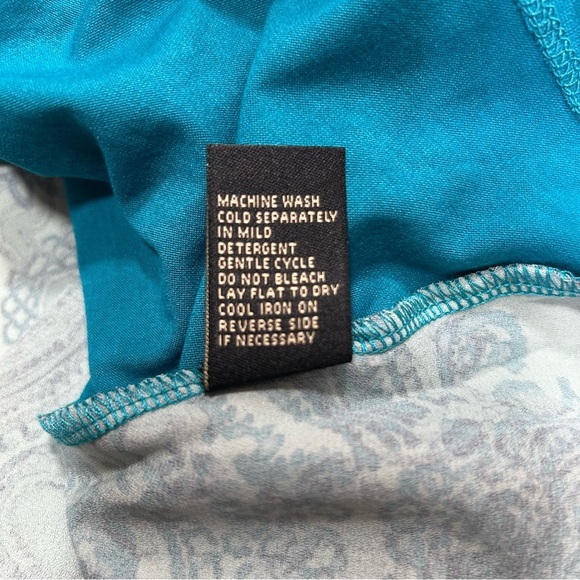 MACHINE WASH
COLD SEPARATELY
IN MILD
DETERGENT
GENTLE CYCLE
DO NOT BLEACH
LAY FLAT TO DRY
COOL IRON ON
REVERSE SIDE
IF NECESSARY